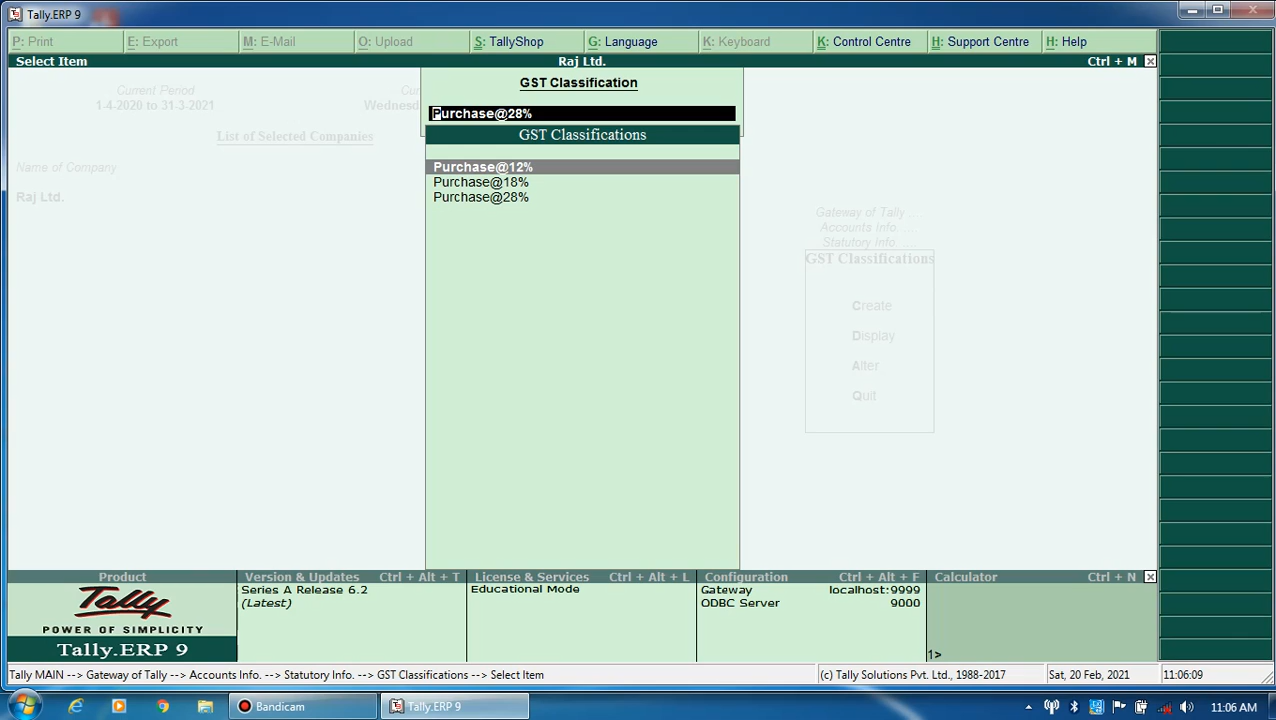 Tally.ERP 9
P: Print
E: Export
M: E-Mail
O: Upload
S: TallyShop
G: Language
K: Keyboard
K: Control Centre
H: Support Centre
H: Help
Select Item
Raj Ltd.
Ctrl + M
Current Period
1-4-2020 to 31-3-2021
Wednesd
List of Selected Companies
Name of Company
Raj Ltd.
GST Classification
Purchase@28%
GST Classifications
Purchase@12%
Purchase@18%
Purchase@28%
Gateway of Tally ...
Accounts Info. ....
Statutory Info. ....
GST Classifications
Create
Display
Alter
Quit
Product
Tally
POWER OF SIMPLICITY
Tally.ERP 9
Version & Updates Ctrl + Alt + T
Series A Release 6.2
(Latest)
License & Services Ctrl + Alt + L
Educational Mode
Configuration Ctrl + Alt + F
Gateway localhost:9999
ODBC Server 9000
Calculator Ctrl + N
1>
Tally MAIN --> Gateway of Tally --> Accounts Info. --> Statutory Info. --> GST Classifications --> Select Item
(c) Tally Solutions Pvt. Ltd., 1988-2017
Sat, 20 Feb, 2021
11:06:09
Bandicam
Tally.ERP 9
11:06 AM